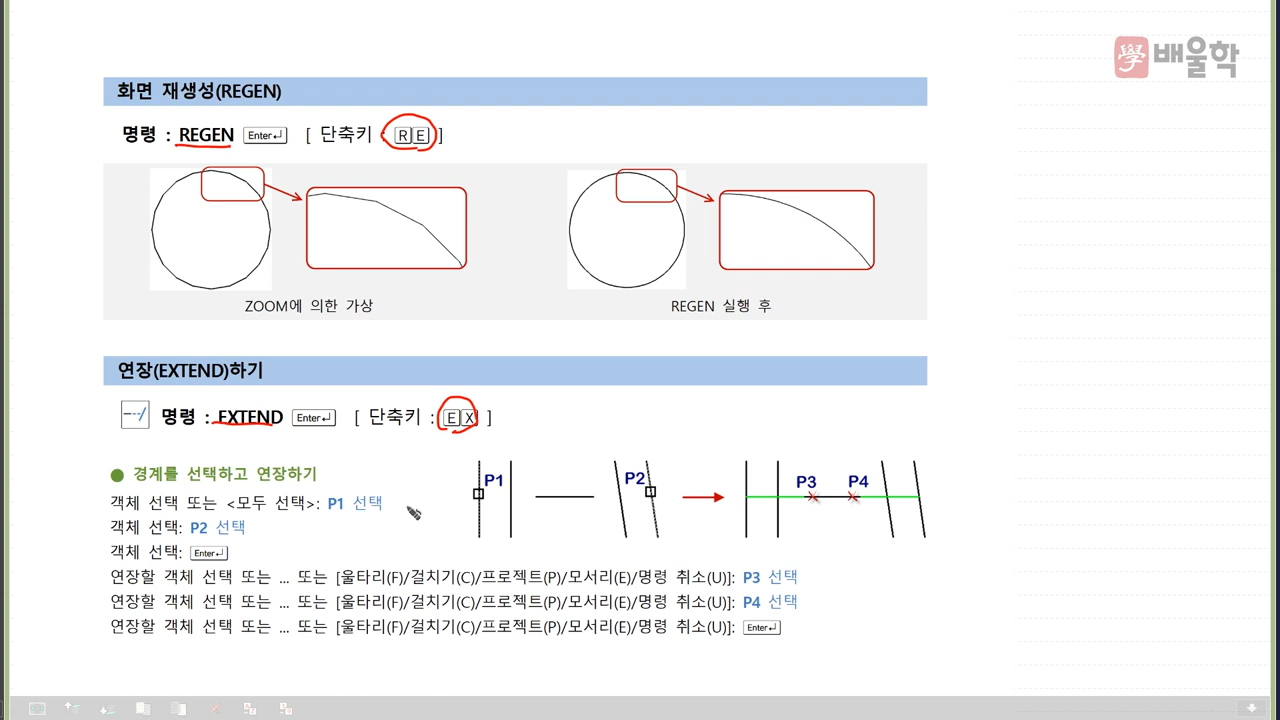 學 배울학
화면 재생성(REGEN)
명령 : REGEN Enter↵ [ 단축키 : RE ]
ZOOM에 의한 가상
REGEN 실행 후
연장(EXTEND)하기
명령 : EXTEND Enter↵ [ 단축키 : EX ]
● 경계를 선택하고 연장하기
P1 P2 P3 P4
객체 선택 또는 <모두 선택>: P1 선택
객체 선택: P2 선택
객체 선택: Enter↵
연장할 객체 선택 또는 ... 또는 [울타리(F)/걸치기(C)/프로젝트(P)/모서리(E)/명령 취소(U)]: P3 선택
연장할 객체 선택 또는 ... 또는 [울타리(F)/걸치기(C)/프로젝트(P)/모서리(E)/명령 취소(U)]: P4 선택
연장할 객체 선택 또는 ... 또는 [울타리(F)/걸치기(C)/프로젝트(P)/모서리(E)/명령 취소(U)]: Enter↵